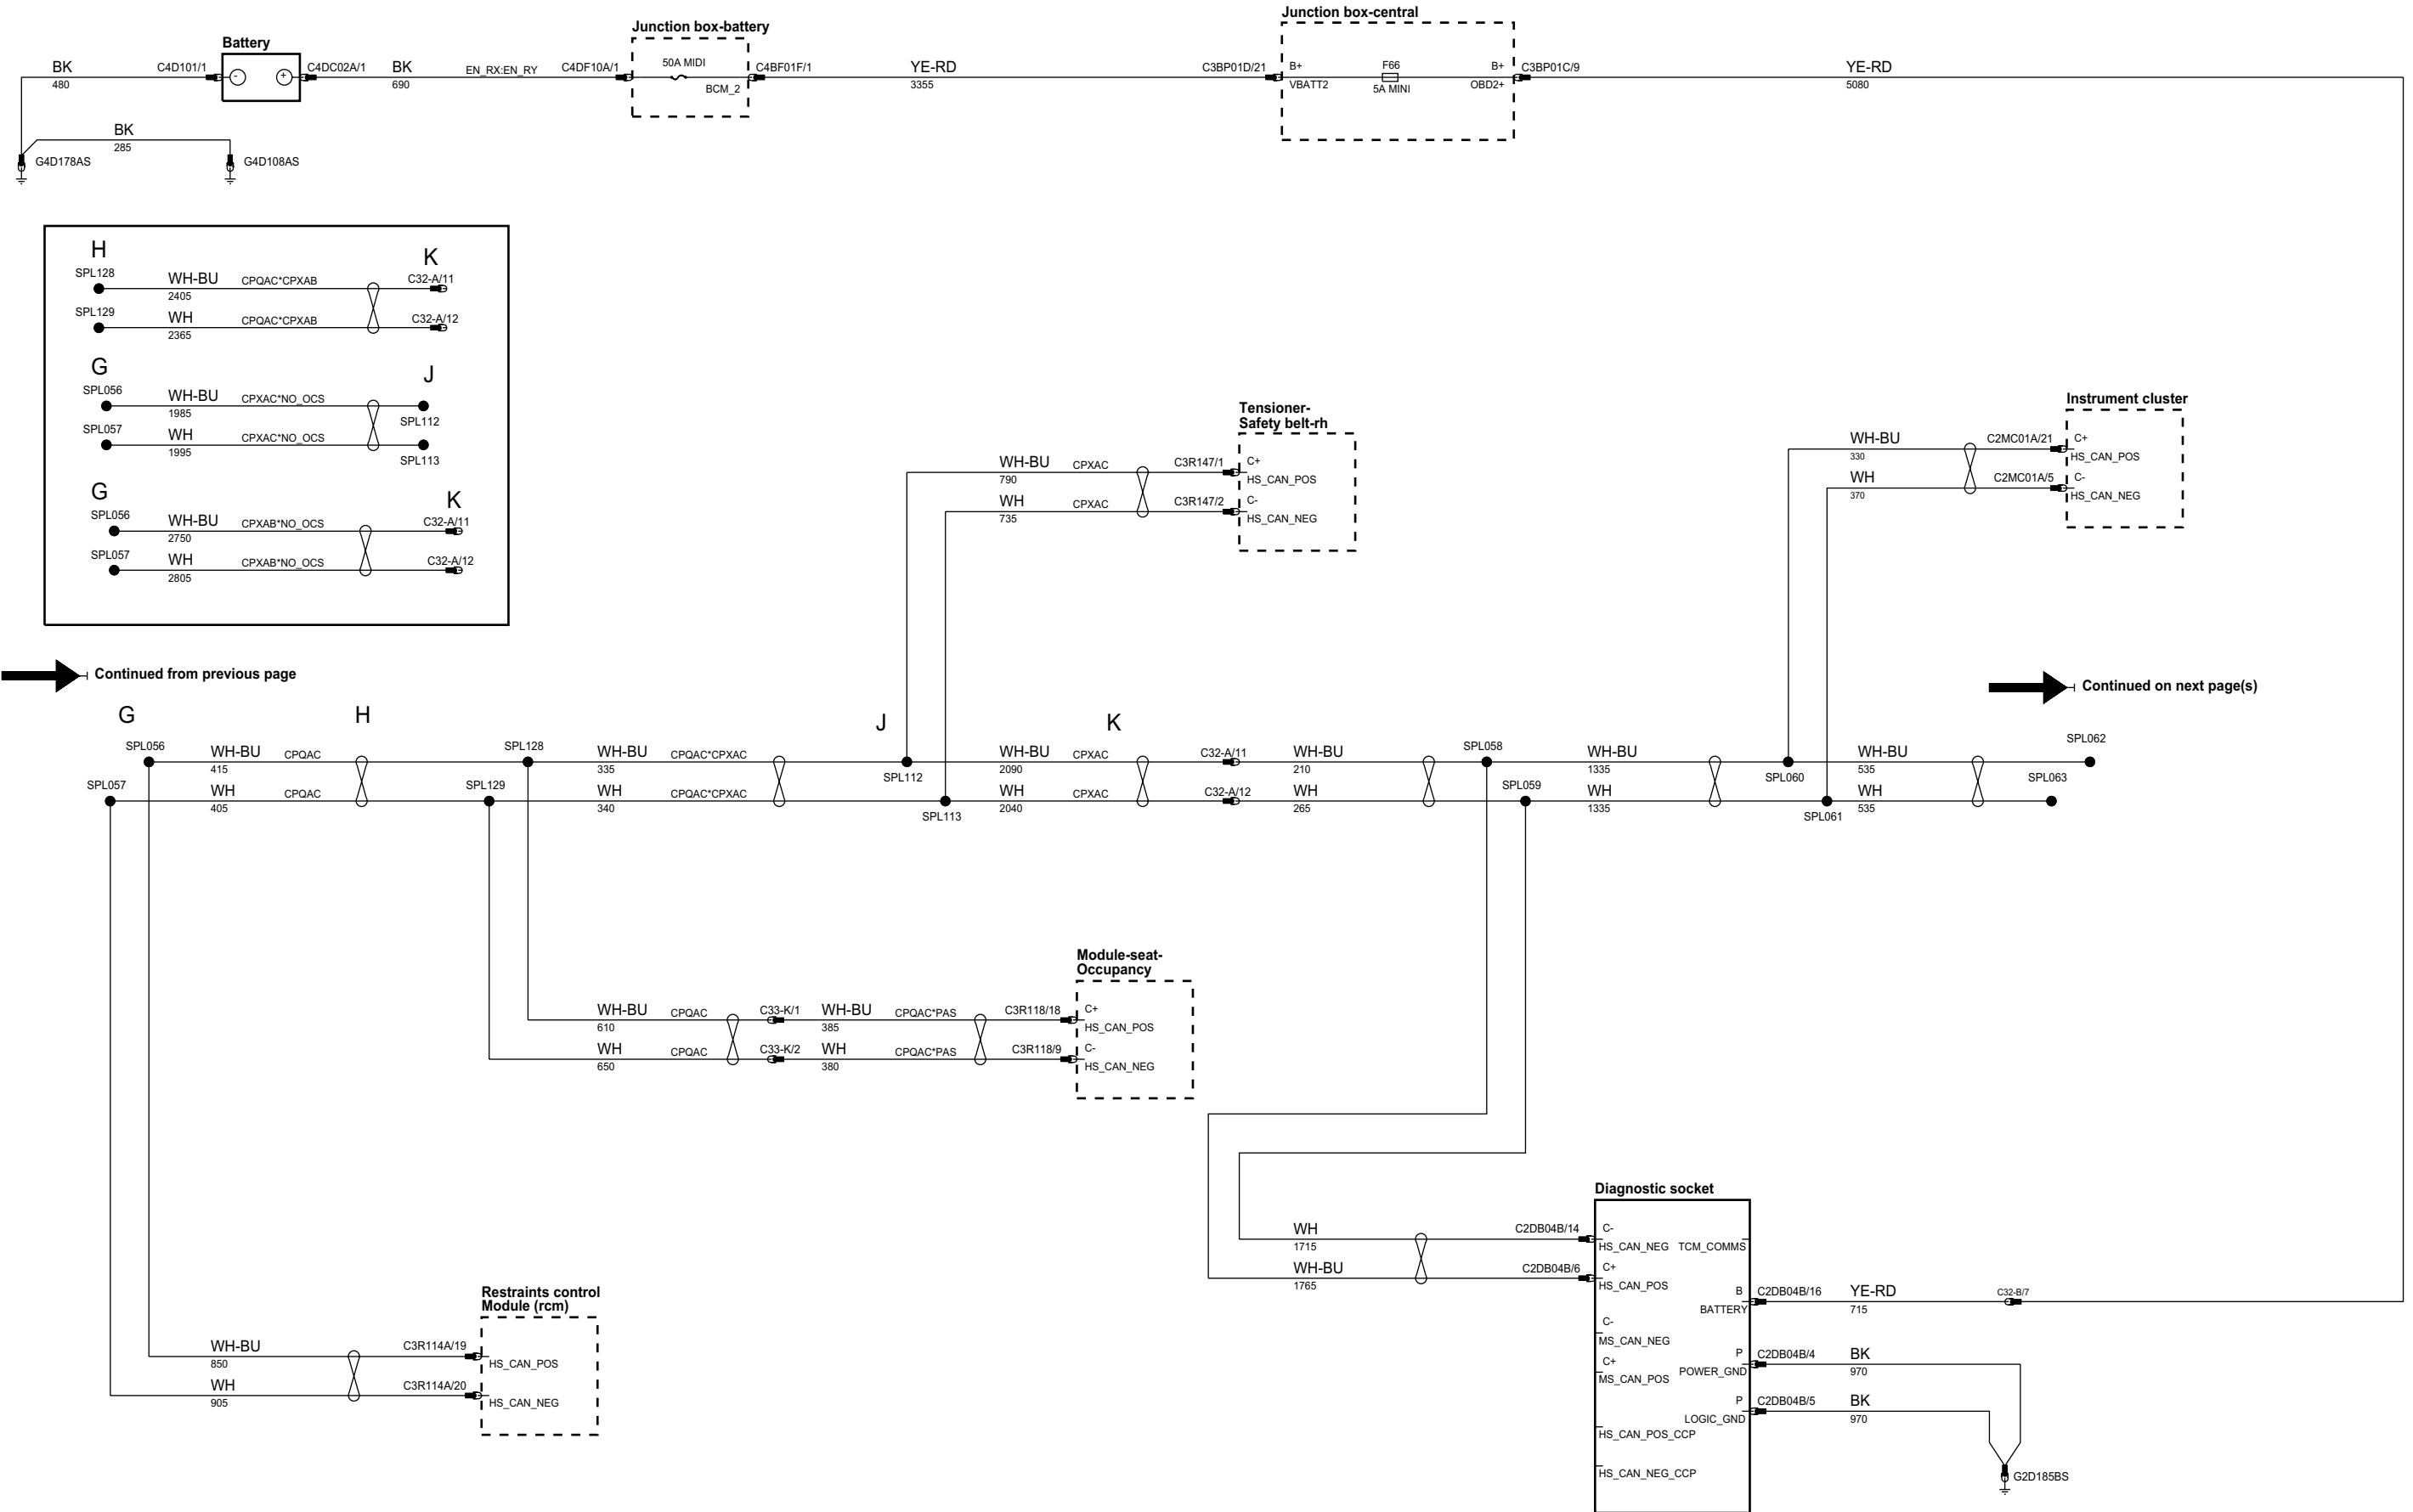 Junction box-central
Junction box-battery
Battery
BK
480
C4D101/1
-
+
C4DC02A/1
BK
690
EN_RX:EN_RY
C4DF10A/1
50A MIDI
BCM_2
C4BF01F/1
YE-RD
3355
C3BP01D/21
B+
VBATT2
F66
5A MINI
B+
OBD2+
C3BP01C/9
YE-RD
5080
BK
285
G4D178AS
G4D108AS
H
K
SPL128
WH-BU
2405
CPQAC*CPXAB
C32-A/11
SPL129
WH
2365
CPQAC*CPXAB
C32-A/12
G
J
SPL056
WH-BU
1985
CPXAC*NO_OCS
SPL112
SPL057
WH
1995
CPXAC*NO_OCS
SPL113
G
K
SPL056
WH-BU
2750
CPXAB*NO_OCS
C32-A/11
SPL057
WH
2805
CPXAB*NO_OCS
C32-A/12
Tensioner-
Safety belt-rh
WH-BU
790
CPXAC
C3R147/1
C+
HS_CAN_POS
WH
735
CPXAC
C3R147/2
C-
HS_CAN_NEG
Instrument cluster
WH-BU
330
C2MC01A/21
C+
HS_CAN_POS
WH
370
C2MC01A/5
C-
HS_CAN_NEG
Continued from previous page
Continued on next page(s)
G
H
J
K
SPL056
WH-BU
415
CPQAC
SPL128
WH-BU
335
CPQAC*CPXAC
SPL112
WH-BU
2090
CPXAC
C32-A/11
WH-BU
210
SPL058
WH-BU
1335
SPL060
WH-BU
535
SPL062
SPL057
WH
405
CPQAC
SPL129
WH
340
CPQAC*CPXAC
SPL113
WH
2040
CPXAC
C32-A/12
WH
265
SPL059
WH
1335
SPL061
WH
535
SPL063
Module-seat-
Occupancy
WH-BU
610
CPQAC
C33-K/1
WH-BU
385
CPQAC*PAS
C3R118/18
C+
HS_CAN_POS
WH
650
CPQAC
C33-K/2
WH
380
CPQAC*PAS
C3R118/9
C-
HS_CAN_NEG
Diagnostic socket
WH
1715
C2DB04B/14
C-
HS_CAN_NEG
TCM_COMMS
WH-BU
1765
C2DB04B/6
C+
HS_CAN_POS
B
BATTERY
C2DB04B/16
YE-RD
715
C32-B/7
C-
MS_CAN_NEG
C+
MS_CAN_POS
P
POWER_GND
C2DB04B/4
BK
970
P
LOGIC_GND
C2DB04B/5
BK
970
HS_CAN_POS_CCP
HS_CAN_NEG_CCP
G2D185BS
Restraints control
Module (rcm)
WH-BU
850
C3R114A/19
HS_CAN_POS
WH
905
C3R114A/20
HS_CAN_NEG